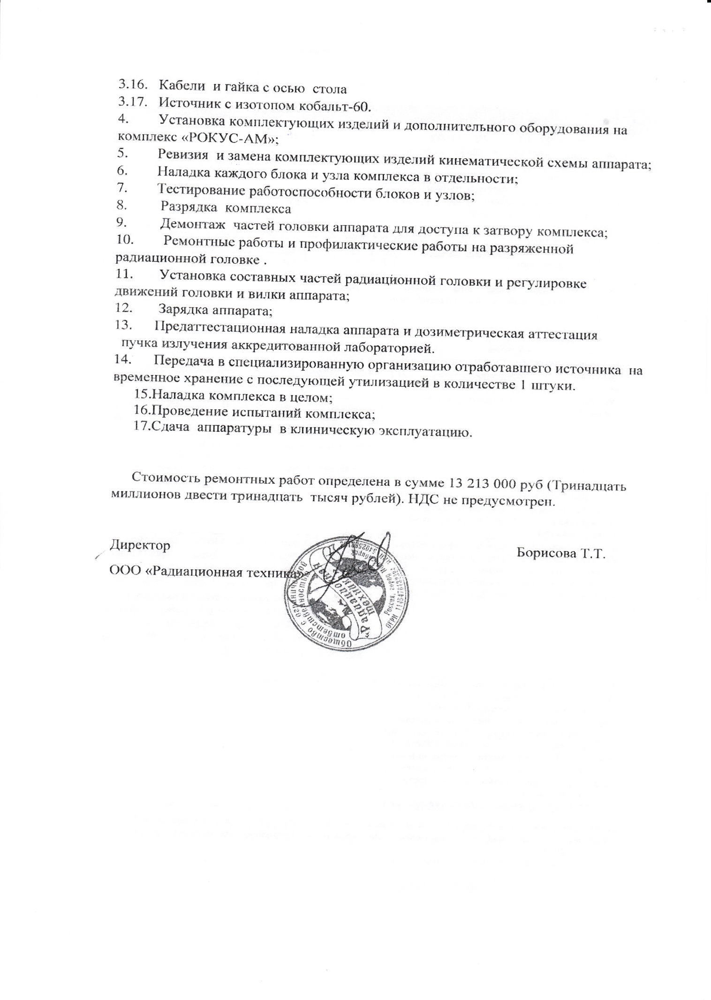 3.16. Кабели и гайка с осью стола
3.17. Источник с изотопом кобальт-60.
4. Установка комплектующих изделий и дополнительного оборудования на
комплекс «РОКУС-АМ»;
5. Ревизия и замена комплектующих изделий кинематической схемы аппарата;
6. Наладка каждого блока и узла комплекса в отдельности;
7. Тестирование работоспособности блоков и узлов;
8. Разрядка комплекса
9. Демонтаж частей головки аппарата для доступа к затвору комплекса;
10. Ремонтные работы и профилактические работы на разряженной
радиационной головке .
11. Установка составных частей радиационной головки и регулировке
движений головки и вилки аппарата;
12. Зарядка аппарата;
13. Предаттестационная наладка аппарата и дозиметрическая аттестация
пучка излучения аккредитованной лабораторией.
14. Передача в специализированную организацию отработавшего источника на
временное хранение с последующей утилизацией в количестве 1 штуки.
15.Наладка комплекса в целом;
16.Проведение испытаний комплекса;
17.Сдача аппаратуры в клиническую эксплуатацию.
Стоимость ремонтных работ определена в сумме 13 213 000 руб (Тринадцать
миллионов двести тринадцать тысяч рублей). НДС не предусмотрен.
Директор
Борисова Т.Т.
ООО «Радиационная техника»
Общество с ограниченной
ответственностью
«Радиационная
техника
Россия, город
ОГРН
ИНН